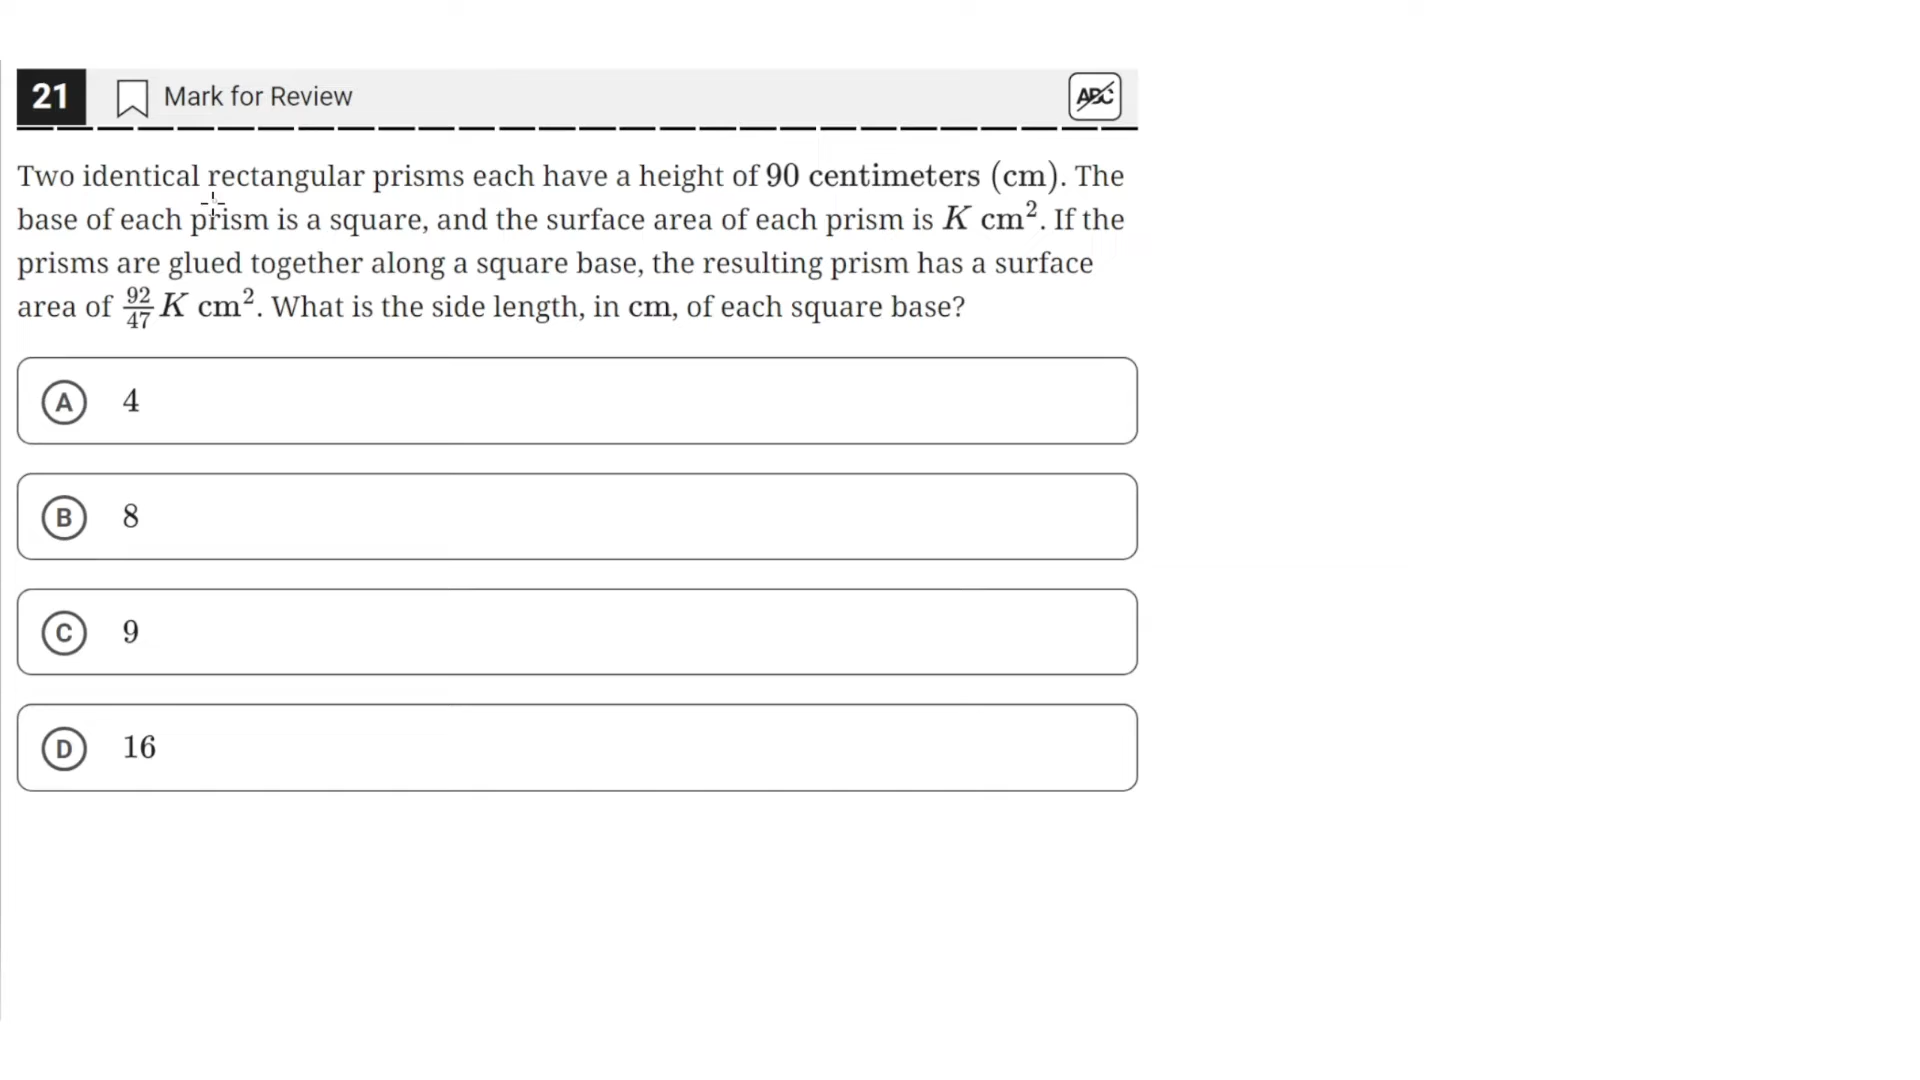 21 Mark for Review ABC
Two identical rectangular prisms each have a height of 90 centimeters (cm). The
base of each prism is a square, and the surface area of each prism is K cm². If the
prisms are glued together along a square base, the resulting prism has a surface
area of 92/47 K cm². What is the side length, in cm, of each square base?
A 4
B 8
C 9
D 16